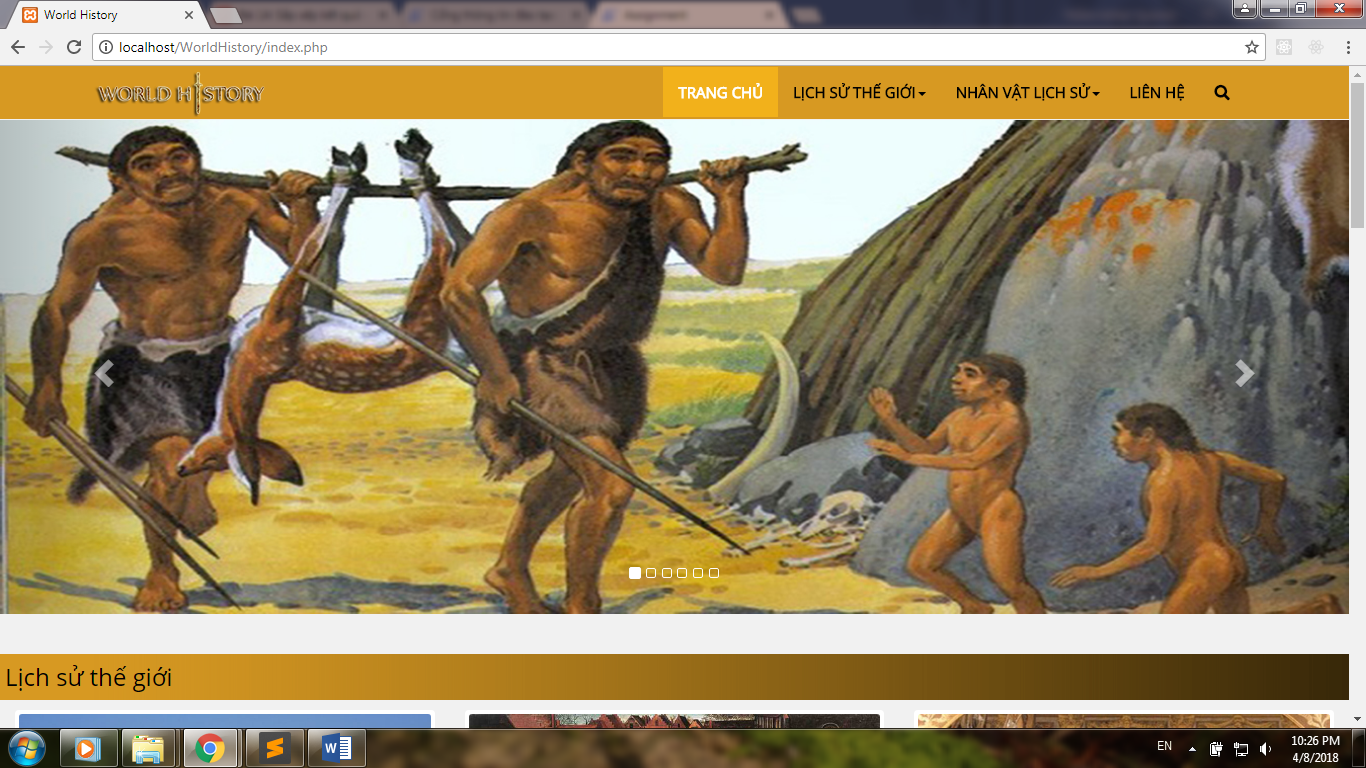 World History
localhost/WorldHistory/index.php
WORLD HISTORY
TRANG CHỦ
LỊCH SỬ THẾ GIỚI
NHÂN VẬT LỊCH SỬ
LIÊN HỆ
Lịch sử thế giới
EN
10:26 PM
4/8/2018